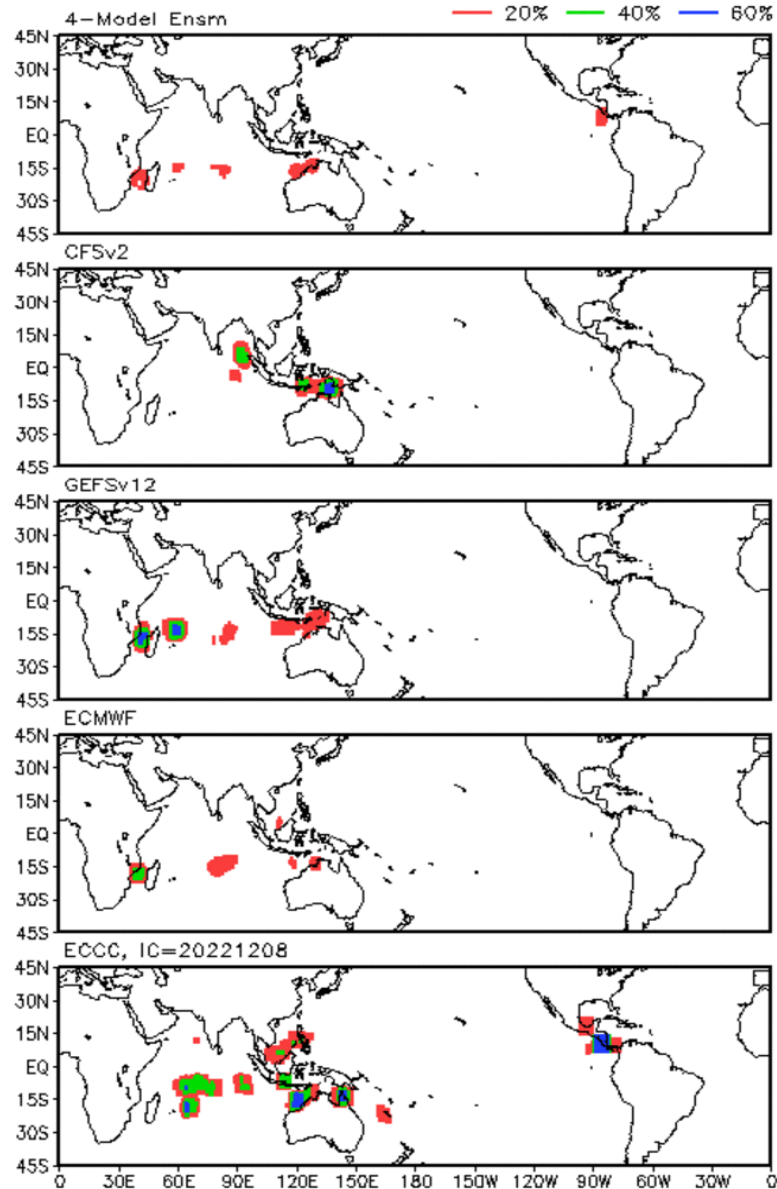 4-Model Ensm 20% 40% 60%
45N
30N
15N
EQ
15S
30S
45S
CFSv2
45N
30N
15N
EQ
15S
30S
45S
GEFSv12
45N
30N
15N
EQ
15S
30S
45S
ECMWF
45N
30N
15N
EQ
15S
30S
45S
ECCC, IC=20221208
45N
30N
15N
EQ
15S
30S
45S
0 30E 60E 90E 120E 150E 180 150W 120W 90W 60W 30W 0